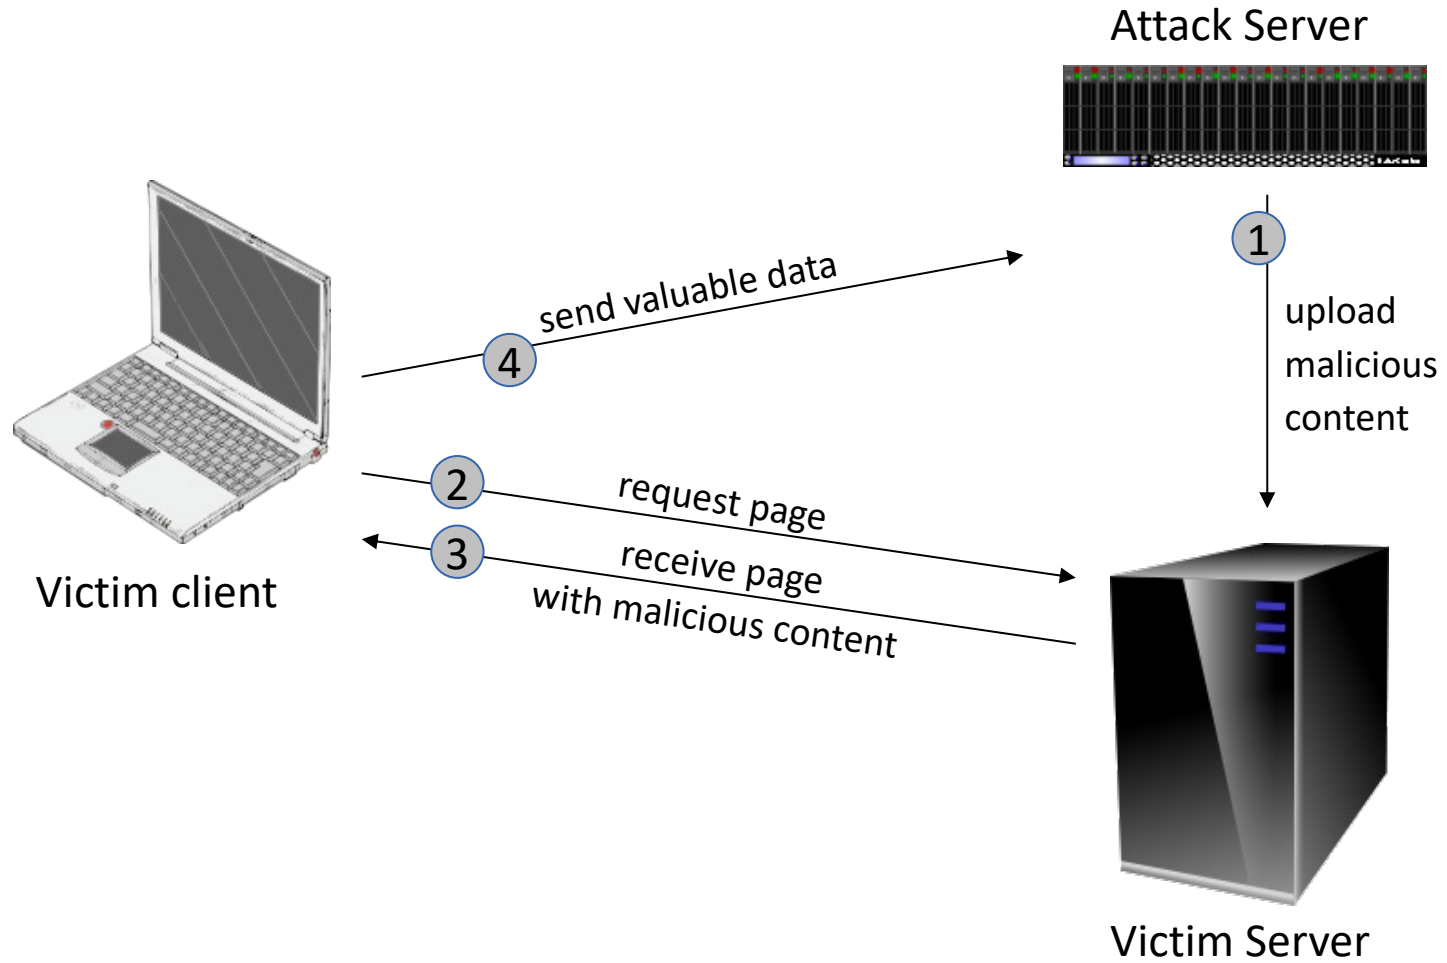 Attack Server
1
upload
malicious
content
send valuable data
4
2
request page
3
receive page
with malicious content
Victim client
Victim Server